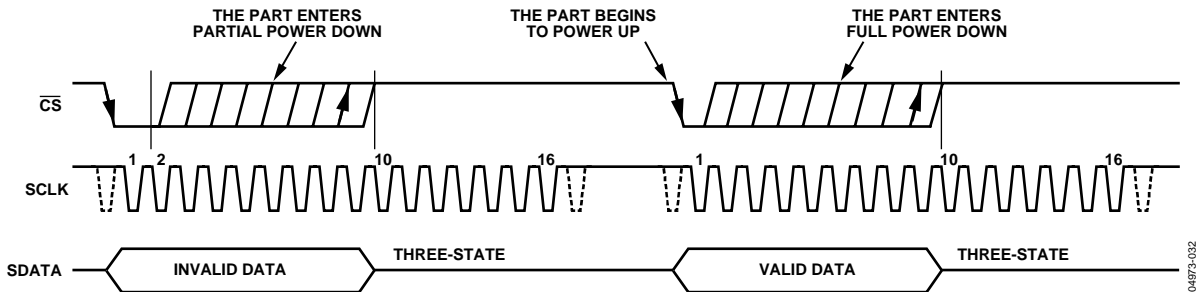 THE PART ENTERS
PARTIAL POWER DOWN
THE PART BEGINS
TO POWER UP
THE PART ENTERS
FULL POWER DOWN
CS
1 2 10 16 1 10 16
SCLK
SDATA
INVALID DATA
THREE-STATE
VALID DATA
THREE-STATE
04973-032